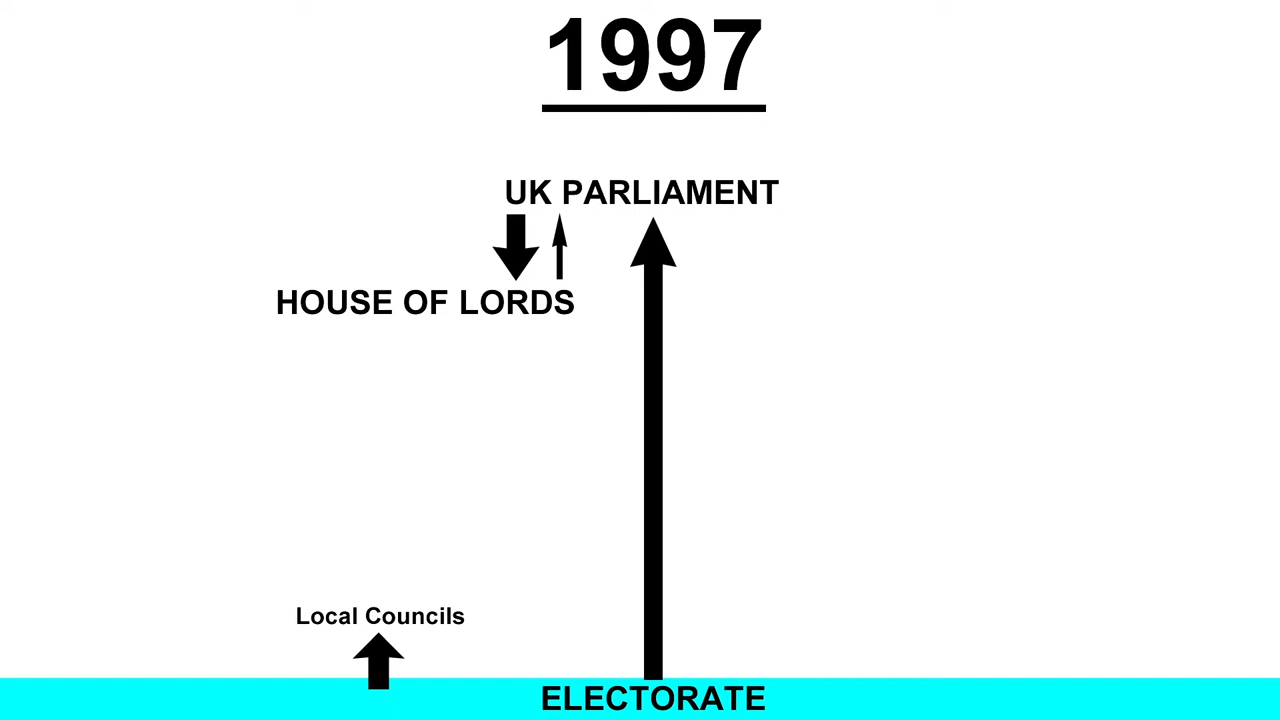 1997
UK PARLIAMENT
HOUSE OF LORDS
Local Councils
ELECTORATE